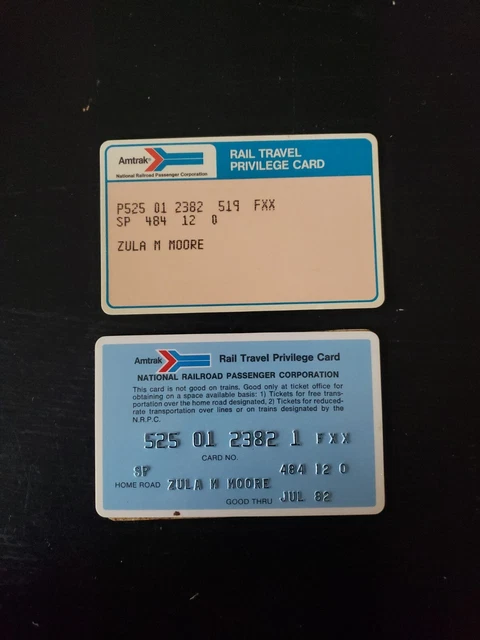 Amtrak®
National Railroad Passenger Corporation
RAIL TRAVEL
PRIVILEGE CARD
P525 01 2382 519 FXX
SP 484 12 0
ZULA M MOORE
Amtrak
Rail Travel Privilege Card
NATIONAL RAILROAD PASSENGER CORPORATION
This card is not good on trains. Good only at ticket office for
obtaining on a space available basis: 1) Tickets for free trans-
portation over the home road designated, 2) Tickets for reduced-
rate transportation over lines or on trains designated by the
N.R.P.C.
525 01 2382 1 FXX
CARD NO.
SP 484 12 0
HOME ROAD ZULA M MOORE
GOOD THRU JUL 82